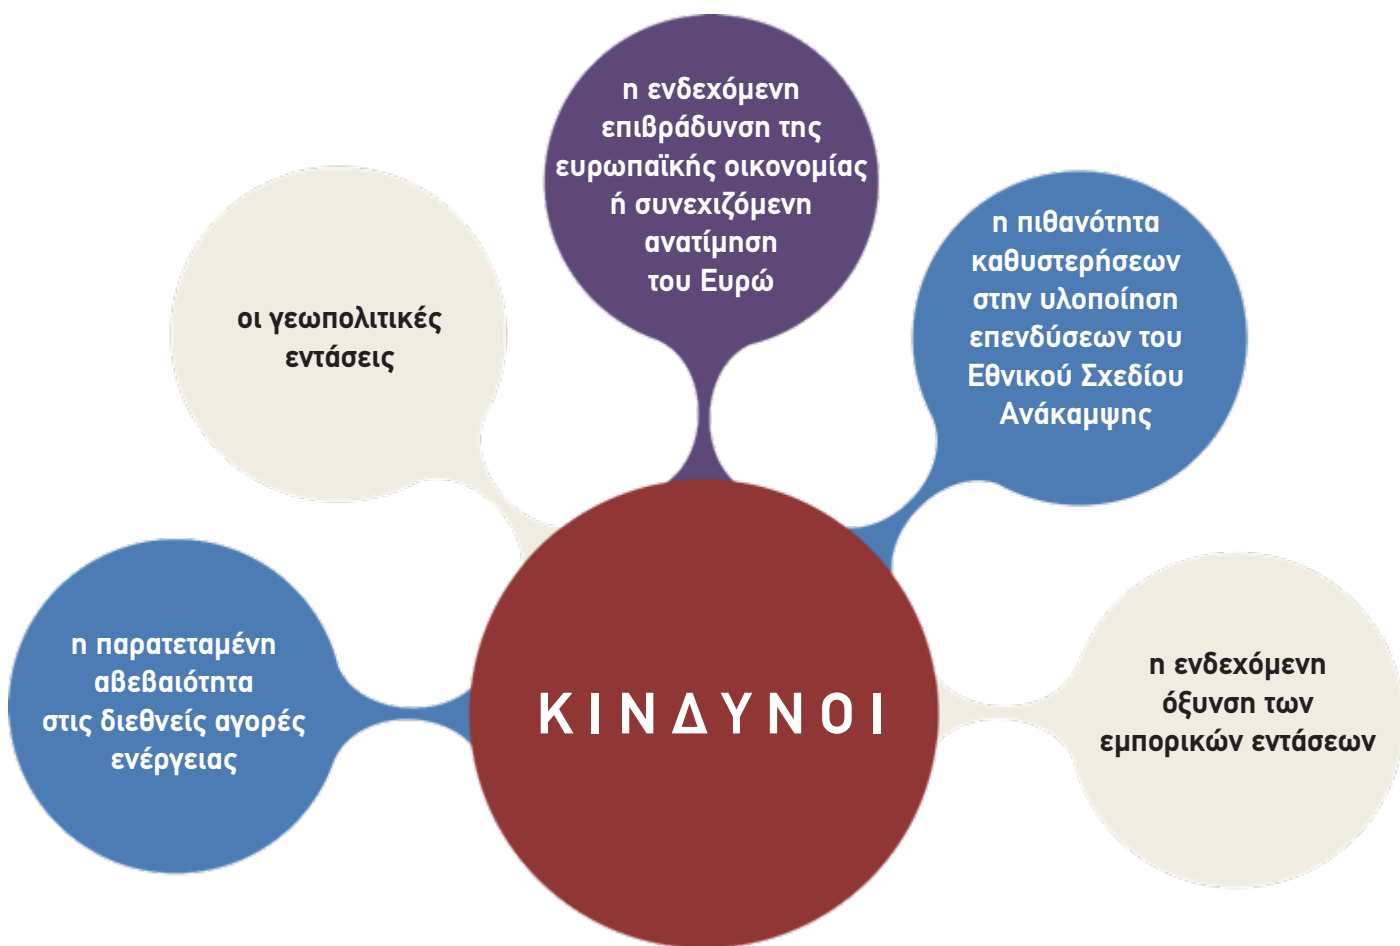 η ενδεχόμενη
επιβράδυνση της
ευρωπαϊκής οικονομίας
ή συνεχιζόμενη
ανατίμηση
του Ευρώ
οι γεωπολιτικές
εντάσεις
η πιθανότητα
καθυστερήσεων
στην υλοποίηση
επενδύσεων του
Εθνικού Σχεδίου
Ανάκαμψης
η παρατεταμένη
αβεβαιότητα
στις διεθνείς αγορές
ενέργειας
ΚΙΝΔΥΝΟΙ
η ενδεχόμενη
όξυνση των
εμπορικών εντάσεων